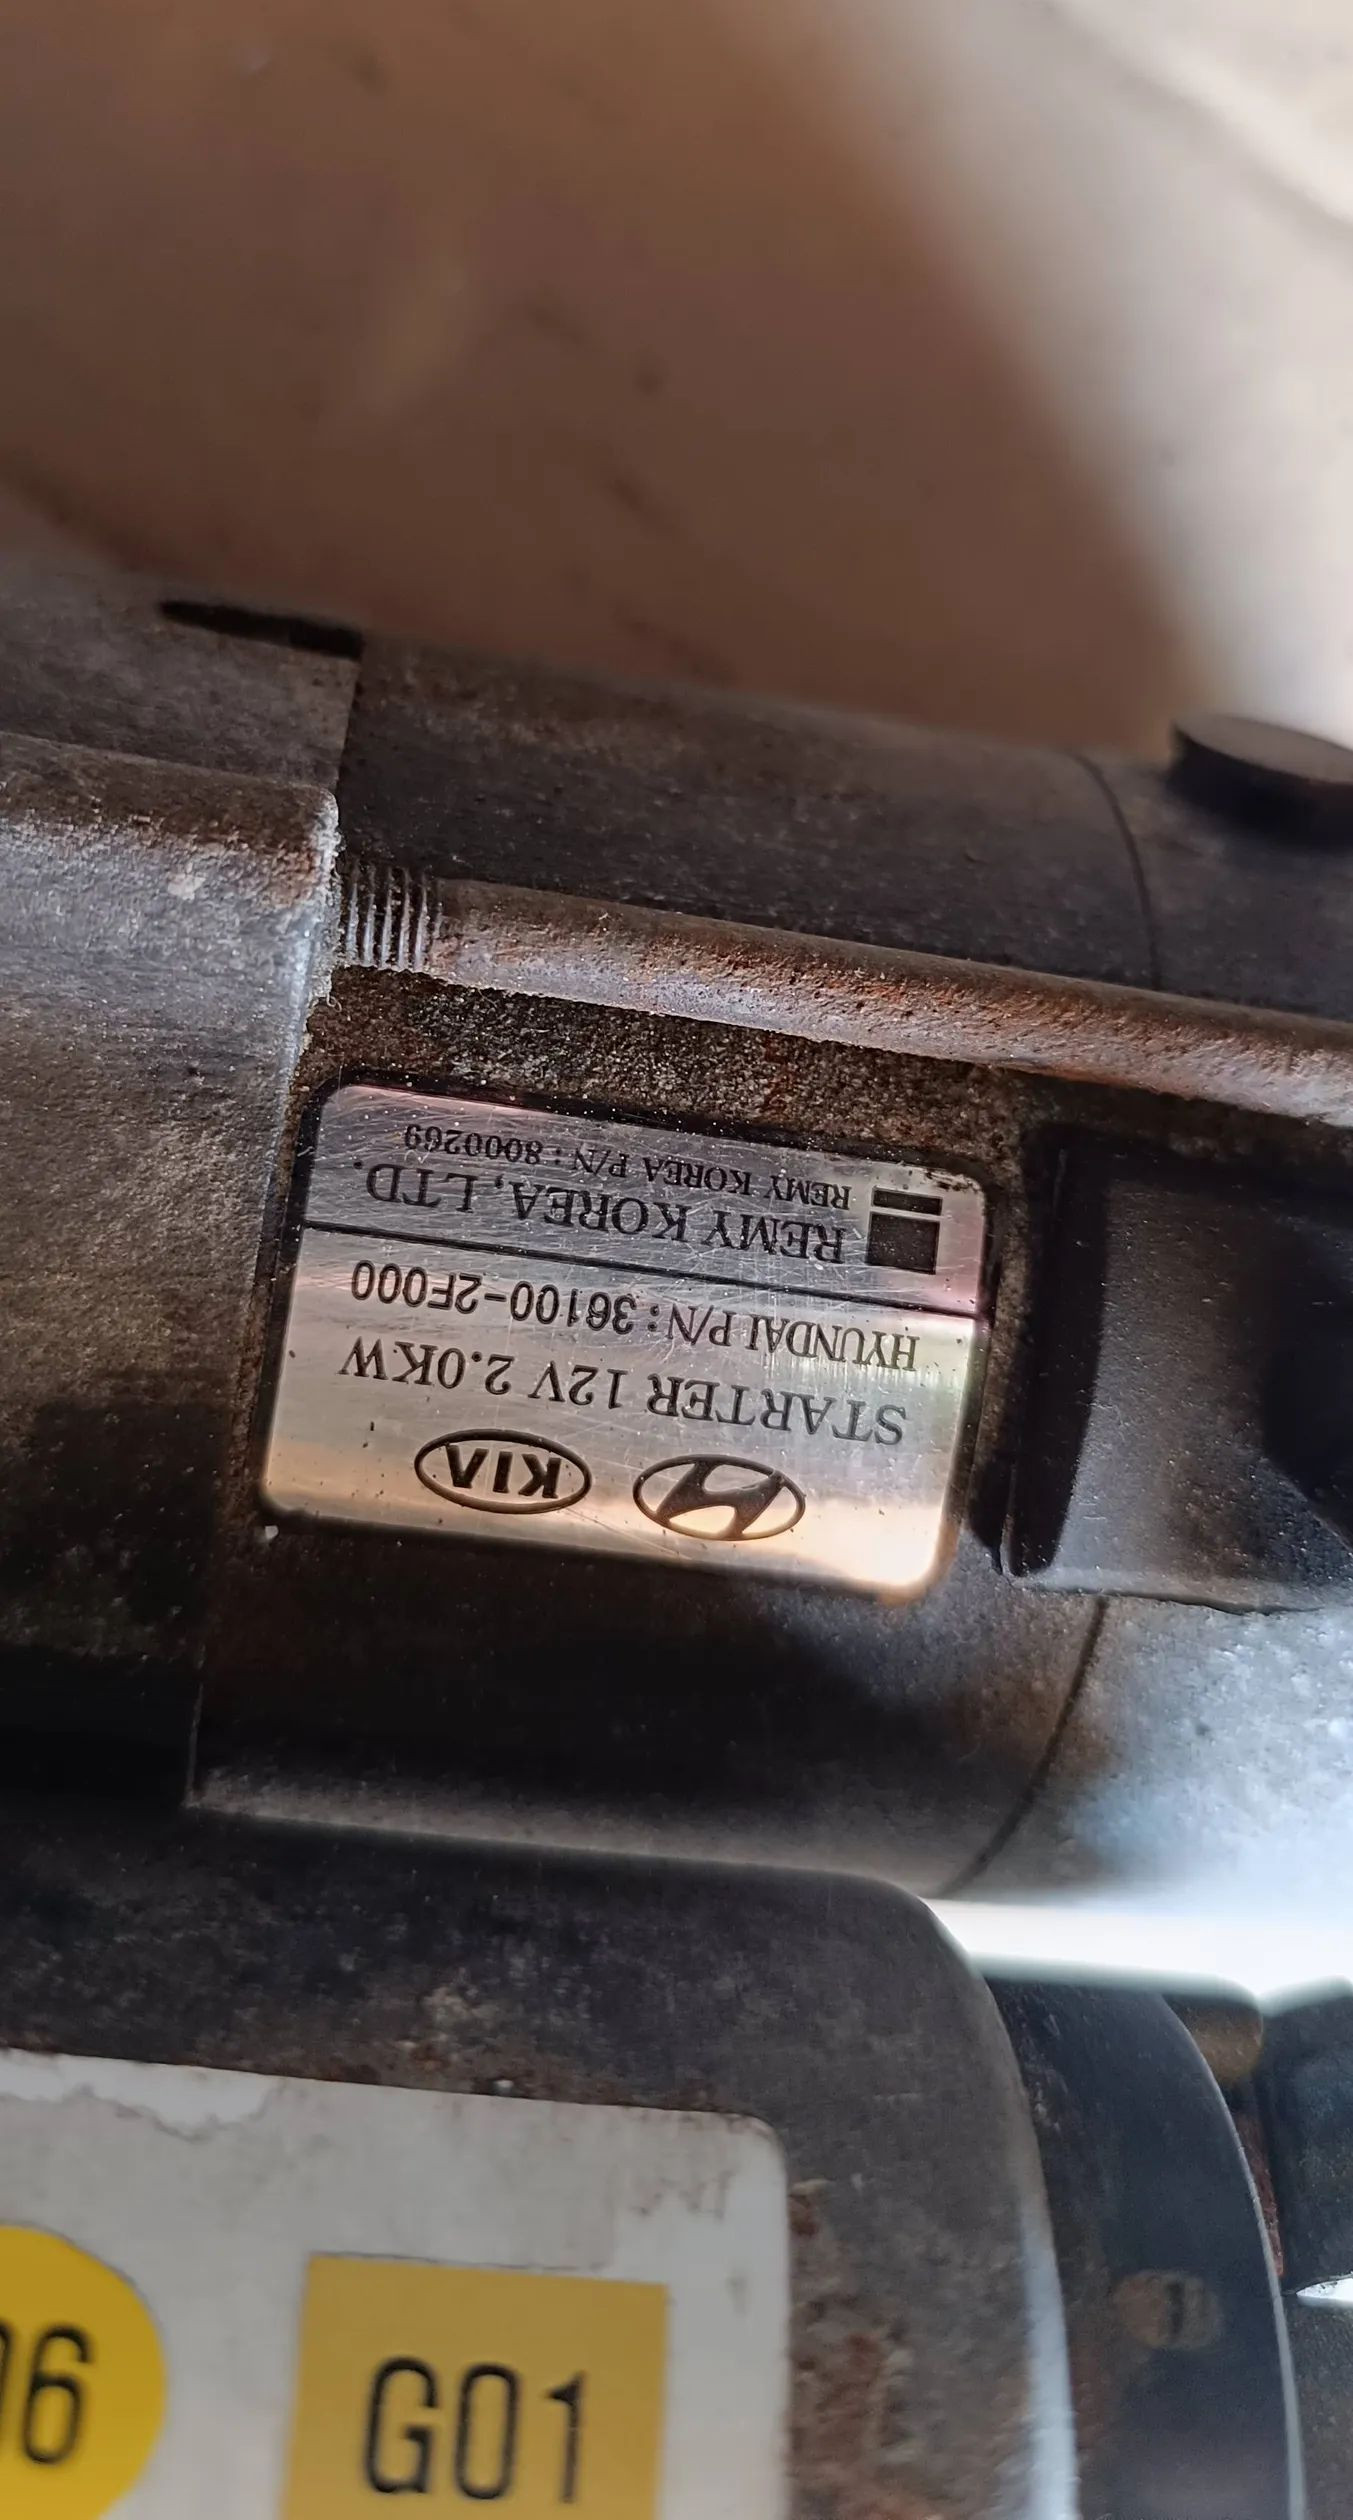 KIA
STARTER 12V 2.0KW
HYUNDAI P/N : 36100-2F000
REMY KOREA, LTD.
REMY KOREA P/N : 8000269
G01